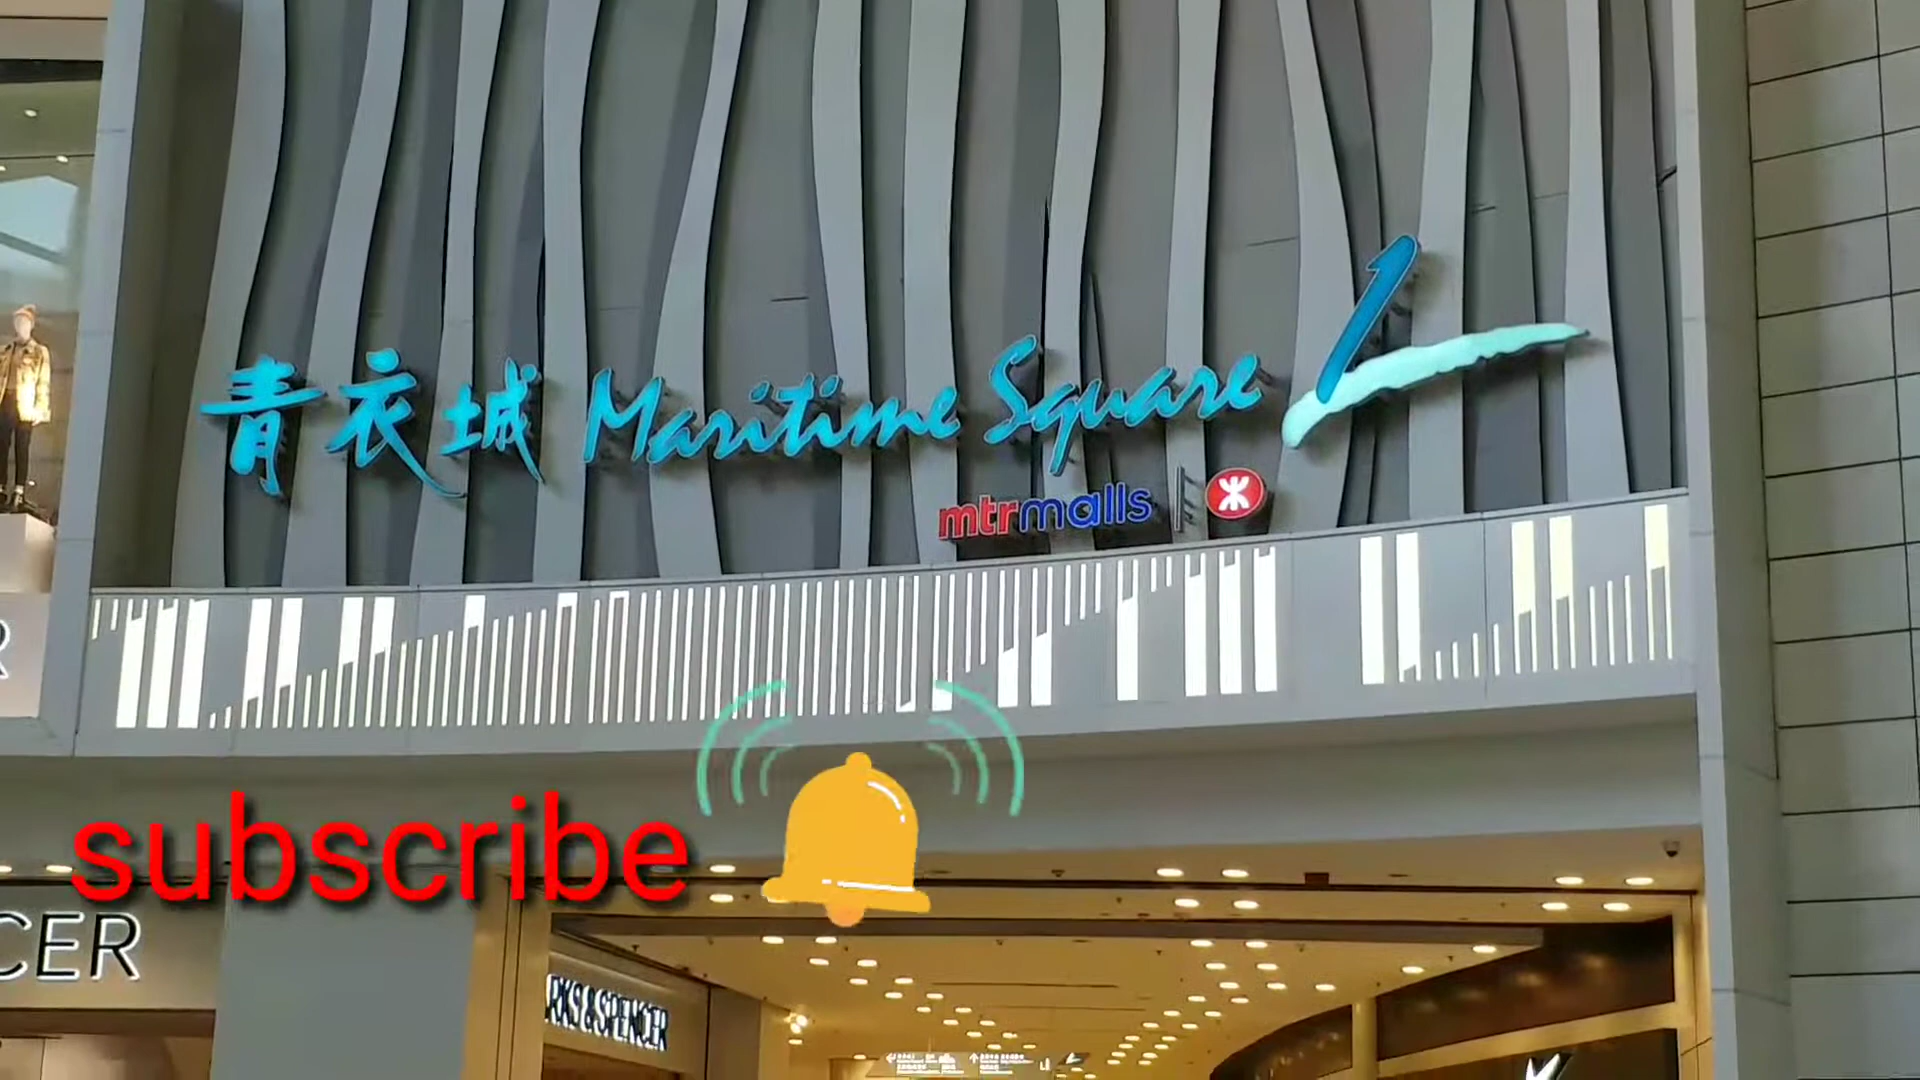 青衣城 Maritime Square 1
mtrmalls
R
subscribe
CER
RKS & SPENCER